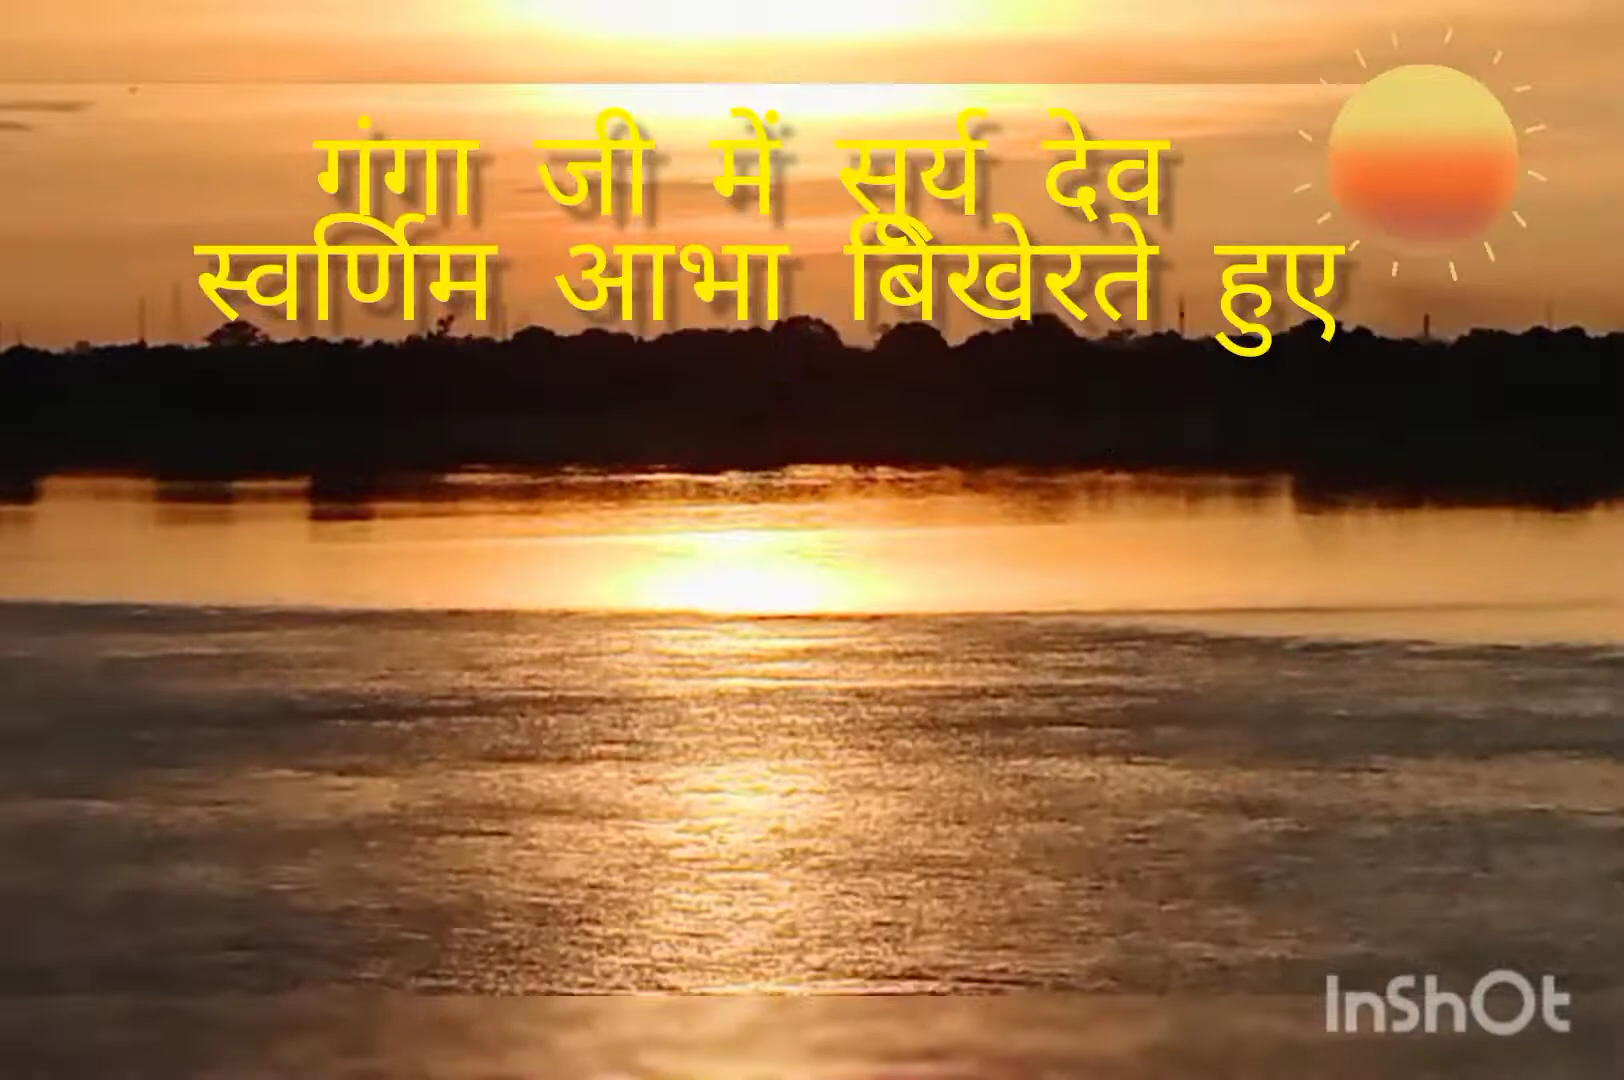 गंगा जी में सूर्य देव
स्वर्णिम आभा बिखेरते हुए
InShOt